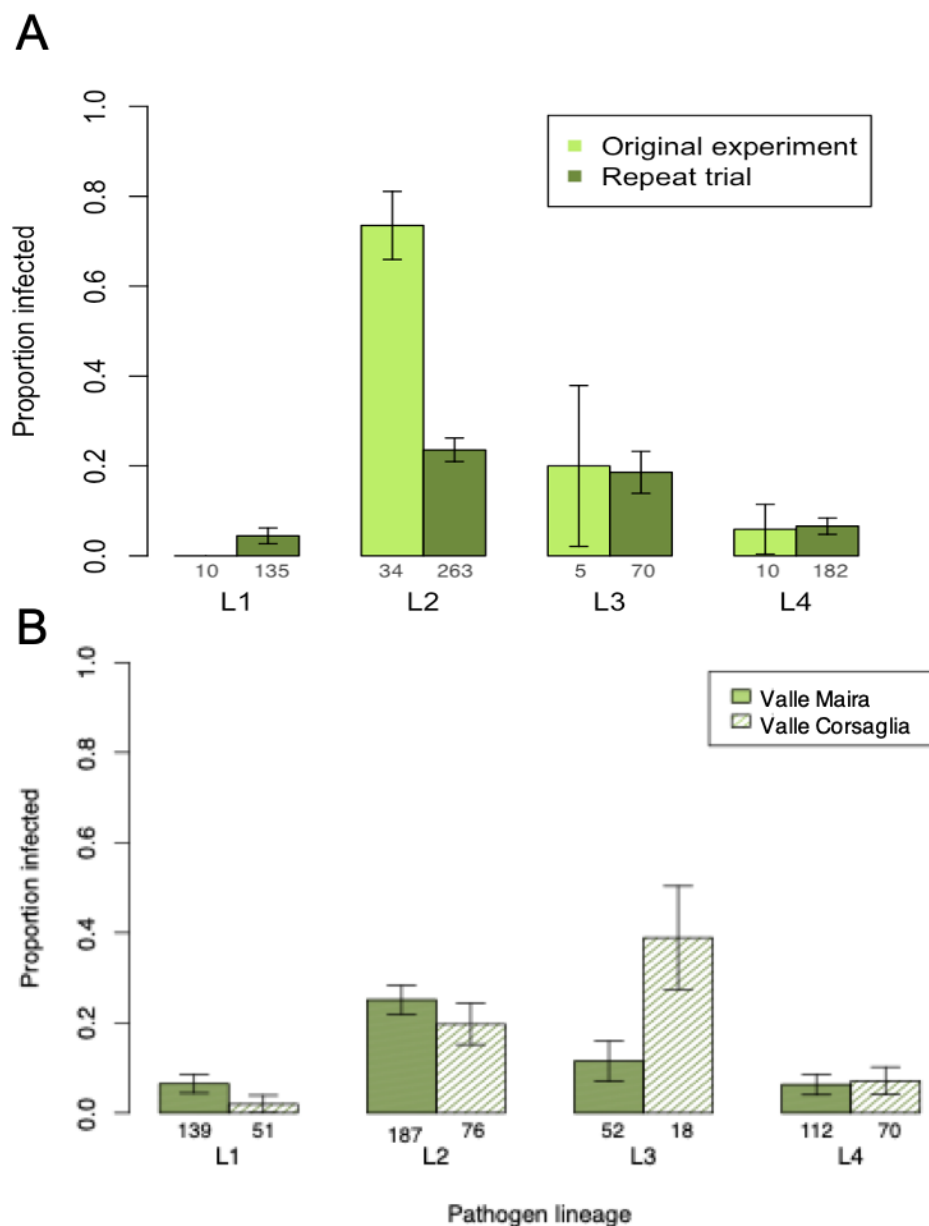 A
1.0
0.8
0.6
0.4
0.2
0.0
Proportion infected
Original experiment
Repeat trial
10 135 34 263 5 70 10 182
L1 L2 L3 L4
B
1.0
0.8
0.6
0.4
0.2
0.0
Proportion infected
Valle Maira
Valle Corsaglia
139 51 187 76 52 18 112 70
L1 L2 L3 L4
Pathogen lineage